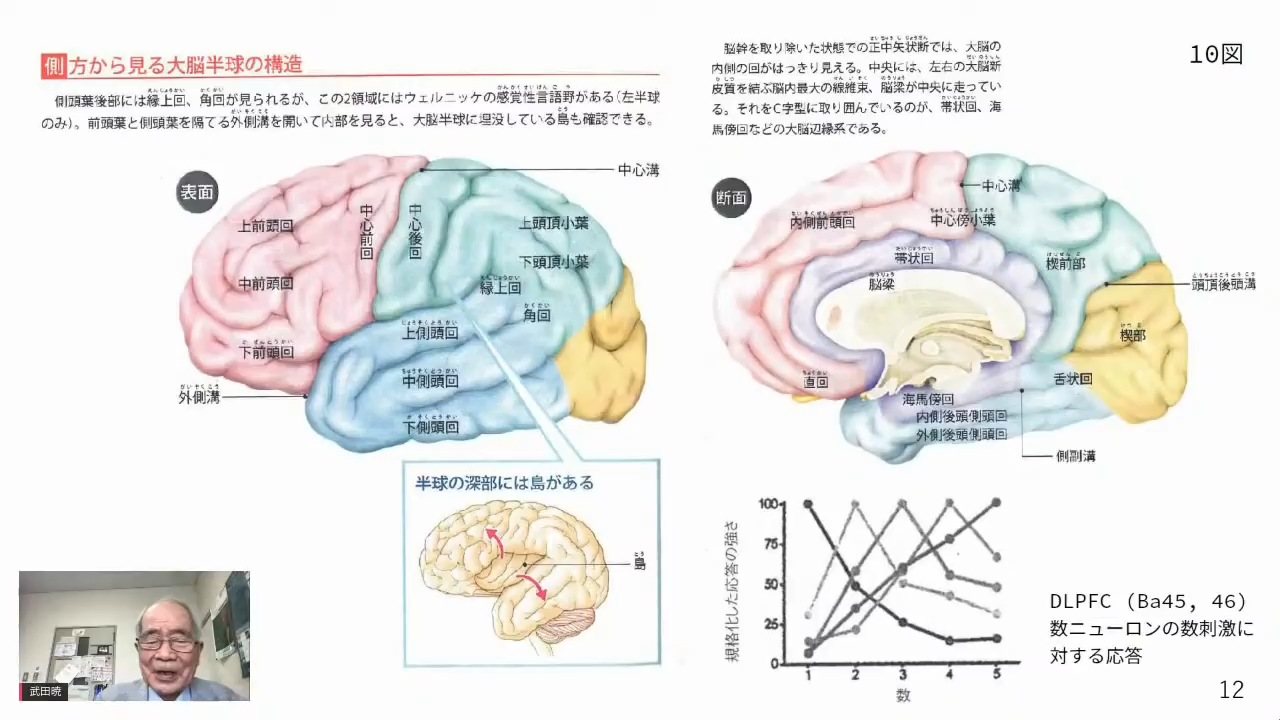 側方から見る大脳半球の構造
側頭葉後部には縁上回、角回が見られるが、この2領域にはウェルニッケの感覚性言語野がある(左半球
のみ)。前頭葉と側頭葉を隔てる外側溝を開いて内部を見ると、大脳半球に埋没している島も確認できる。
脳幹を取り除いた状態での正中矢状断では、大脳の
内側の回がはっきり見える。中央には、左右の大脳新
皮質を結ぶ脳内最大の線維束、脳梁が中央に走ってい
る。それをC字型に取り囲んでいるのが、帯状回、海
馬傍回などの大脳辺縁系である。
10図
表面
中心溝
上前頭回
中心前回
中心後回
上頭頂小葉
下頭頂小葉
中前頭回
縁上回
角回
上側頭回
下前頭回
中側頭回
外側溝
下側頭回
半球の深部には島がある
島
断面
中心溝
内側前頭回
中心傍小葉
帯状回
楔前部
脳梁
頭頂後頭溝
楔部
直回
舌状回
海馬傍回
内側後頭側頭回
外側後頭側頭回
側副溝
規格化した応答の強さ
100
75
50
25
0
1 2 3 4 5
数
DLPFC (Ba45, 46)
数ニューロンの数刺激に
対する応答
武田暁
12